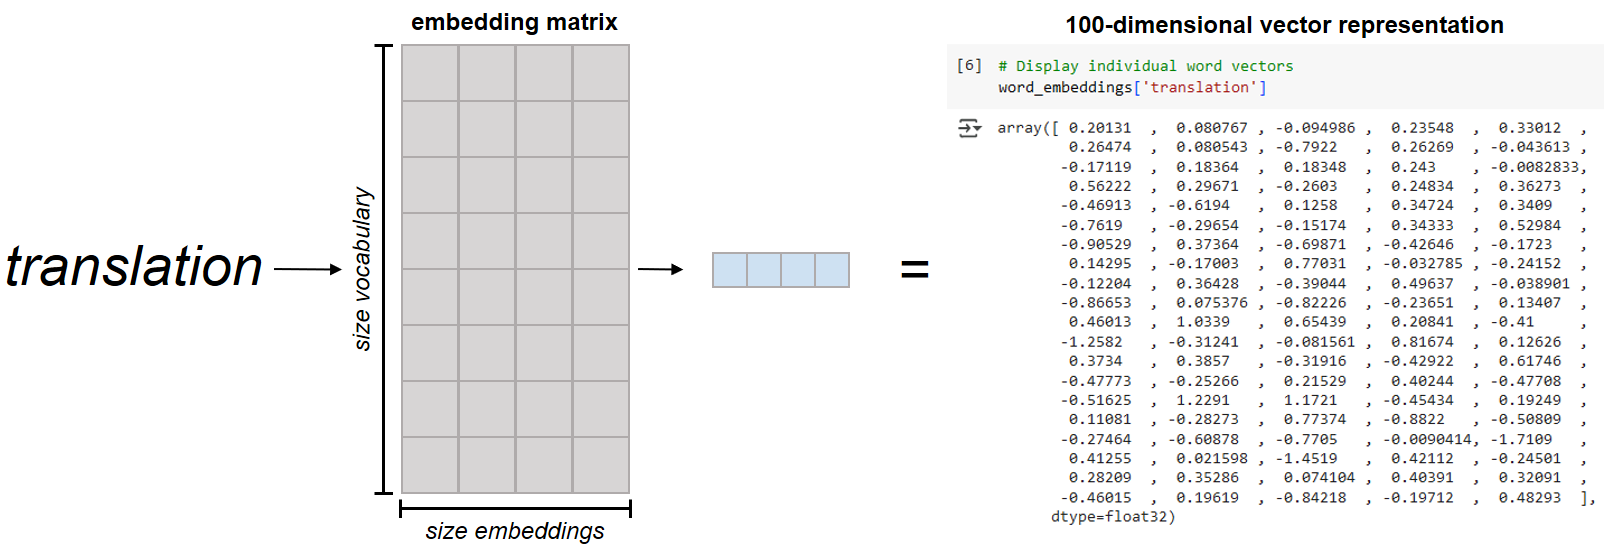 embedding matrix
100-dimensional vector representation
translation
size vocabulary
size embeddings
=
[6] # Display individual word vectors
word_embeddings['translation']
array([ 0.20131 , 0.080767 , -0.094986 , 0.23548 , 0.33012 ,
0.26474 , 0.080543 , -0.7922 , 0.26269 , -0.043613 ,
-0.17119 , 0.18364 , 0.18348 , 0.243 , -0.0082833,
0.56222 , 0.29671 , -0.2603 , 0.24834 , 0.36273 ,
-0.46913 , -0.6194 , 0.1258 , 0.34724 , 0.3409 ,
-0.7619 , -0.29654 , -0.15174 , 0.34333 , 0.52984 ,
-0.90529 , 0.37364 , -0.69871 , -0.42646 , -0.1723 ,
0.14295 , -0.17003 , 0.77031 , -0.032785 , -0.24152 ,
-0.12204 , 0.36428 , -0.39044 , 0.49637 , -0.038901 ,
-0.86653 , 0.075376 , -0.82226 , -0.23651 , 0.13407 ,
0.46013 , 1.0339 , 0.65439 , 0.20841 , -0.41 ,
-1.2582 , -0.31241 , -0.081561 , 0.81674 , 0.12626 ,
0.3734 , 0.3857 , -0.31916 , -0.42922 , 0.61746 ,
-0.47773 , -0.25266 , 0.21529 , 0.40244 , -0.47708 ,
-0.51625 , 1.2291 , 1.1721 , -0.45434 , 0.19249 ,
0.11081 , -0.28273 , 0.77374 , -0.8822 , -0.50809 ,
-0.27464 , -0.60878 , -0.7705 , -0.0090414, -1.7109 ,
0.41255 , 0.021598 , -1.4519 , 0.42112 , -0.24501 ,
0.28209 , 0.35286 , 0.074104 , 0.40391 , 0.32091 ,
-0.46015 , 0.19619 , -0.84218 , -0.19712 , 0.48293 ],
dtype=float32)